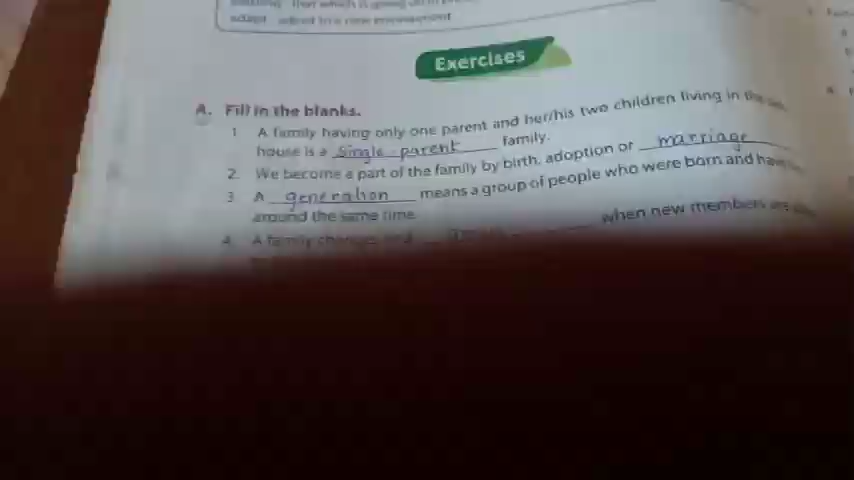 adapt adjust to a new environment
Exercises
A. Fill in the blanks.
1. A family having only one parent and her/his two children living in the
house is a single-parent family.
2. We become a part of the family by birth, adoption or marriage
3. A generation means a group of people who were born and
around the same time.
4. A family changes and when new members are